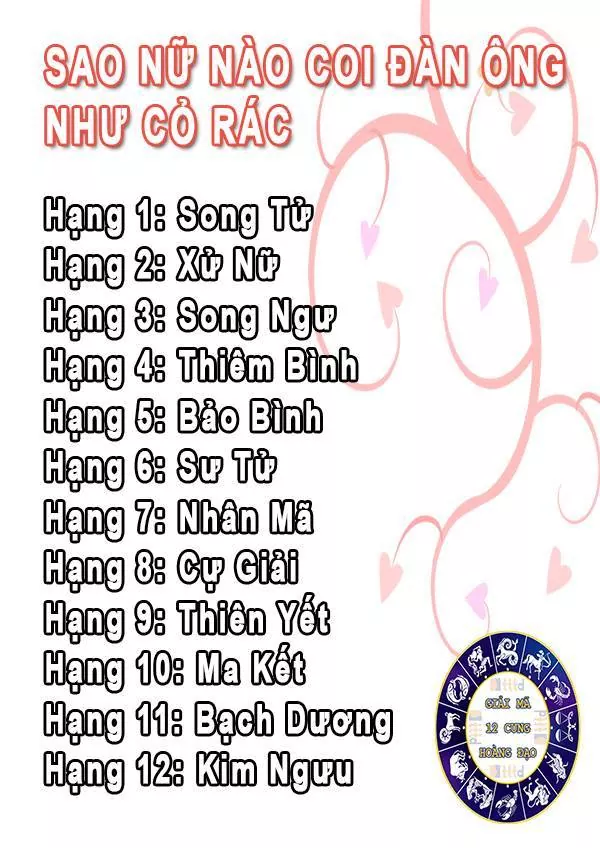 SAO NỮ NÀO COI ĐÀN ÔNG
NHƯ CỎ RÁC
Hạng 1: Song Tử
Hạng 2: Xử Nữ
Hạng 3: Song Ngư
Hạng 4: Thiêm Bình
Hạng 5: Bảo Bình
Hạng 6: Sư Tử
Hạng 7: Nhân Mã
Hạng 8: Cự Giải
Hạng 9: Thiên Yết
Hạng 10: Ma Kết
Hạng 11: Bạch Dương
Hạng 12: Kim Ngưu
GIẢI MÃ
12 CUNG
HOÀNG ĐẠO